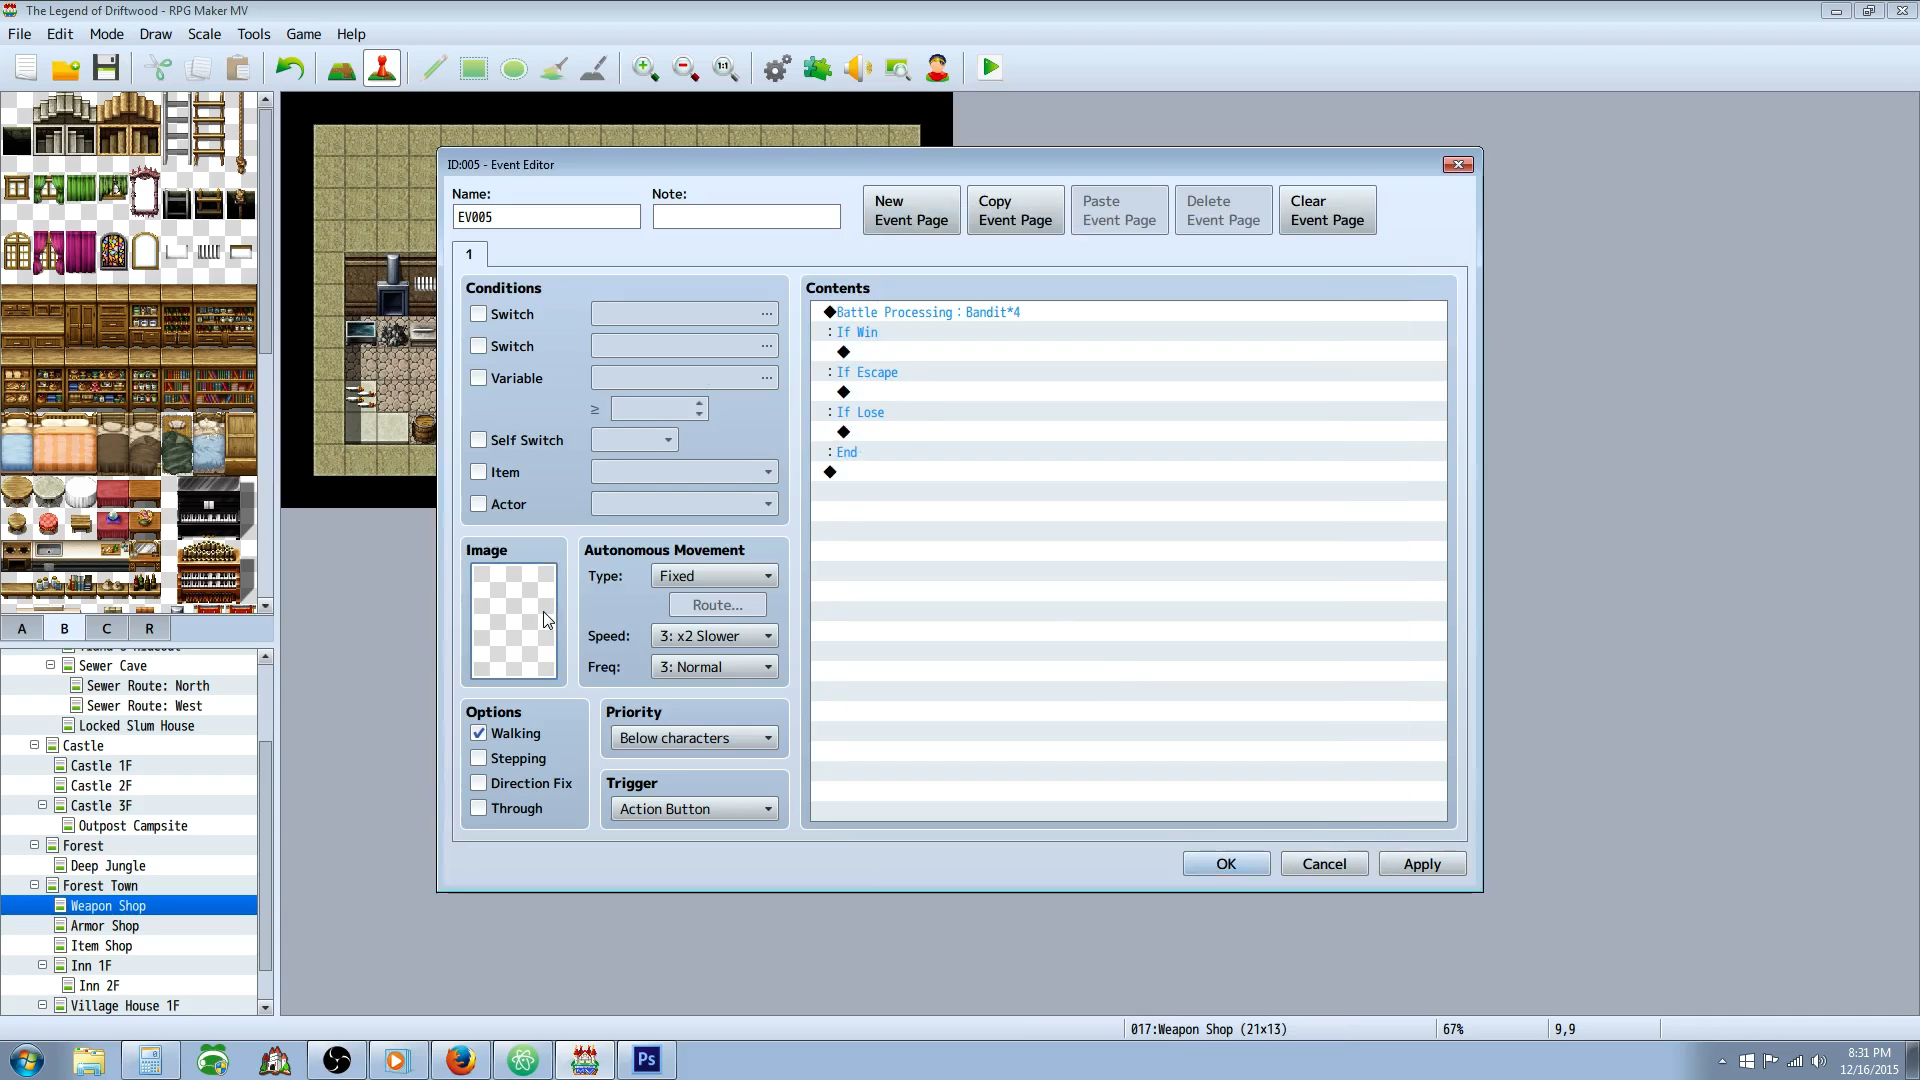 The Legend of Driftwood - RPG Maker MV
File Edit Mode Draw Scale Tools Game Help
1:1
ID:005 - Event Editor
Name: Note:
EV005
New Event Page
Copy Event Page
Paste Event Page
Delete Event Page
Clear Event Page
1
Conditions
Switch ...
Switch ...
Variable ...
≥
Self Switch
Item
Actor
Image
Autonomous Movement
Type: Fixed
Route...
Speed: 3: x2 Slower
Freq: 3: Normal
Options
Walking
Stepping
Direction Fix
Through
Priority
Below characters
Trigger
Action Button
Contents
◆Battle Processing：Bandit*4
：If Win
◆
：If Escape
◆
：If Lose
◆
：End
◆
OK Cancel Apply
A B C R
Sewer Cave
Sewer Route: North
Sewer Route: West
Locked Slum House
Castle
Castle 1F
Castle 2F
Castle 3F
Outpost Campsite
Forest
Deep Jungle
Forest Town
Weapon Shop
Armor Shop
Item Shop
Inn 1F
Inn 2F
Village House 1F
017:Weapon Shop (21x13) 67% 9,9
Ps
8:31 PM
12/16/2015